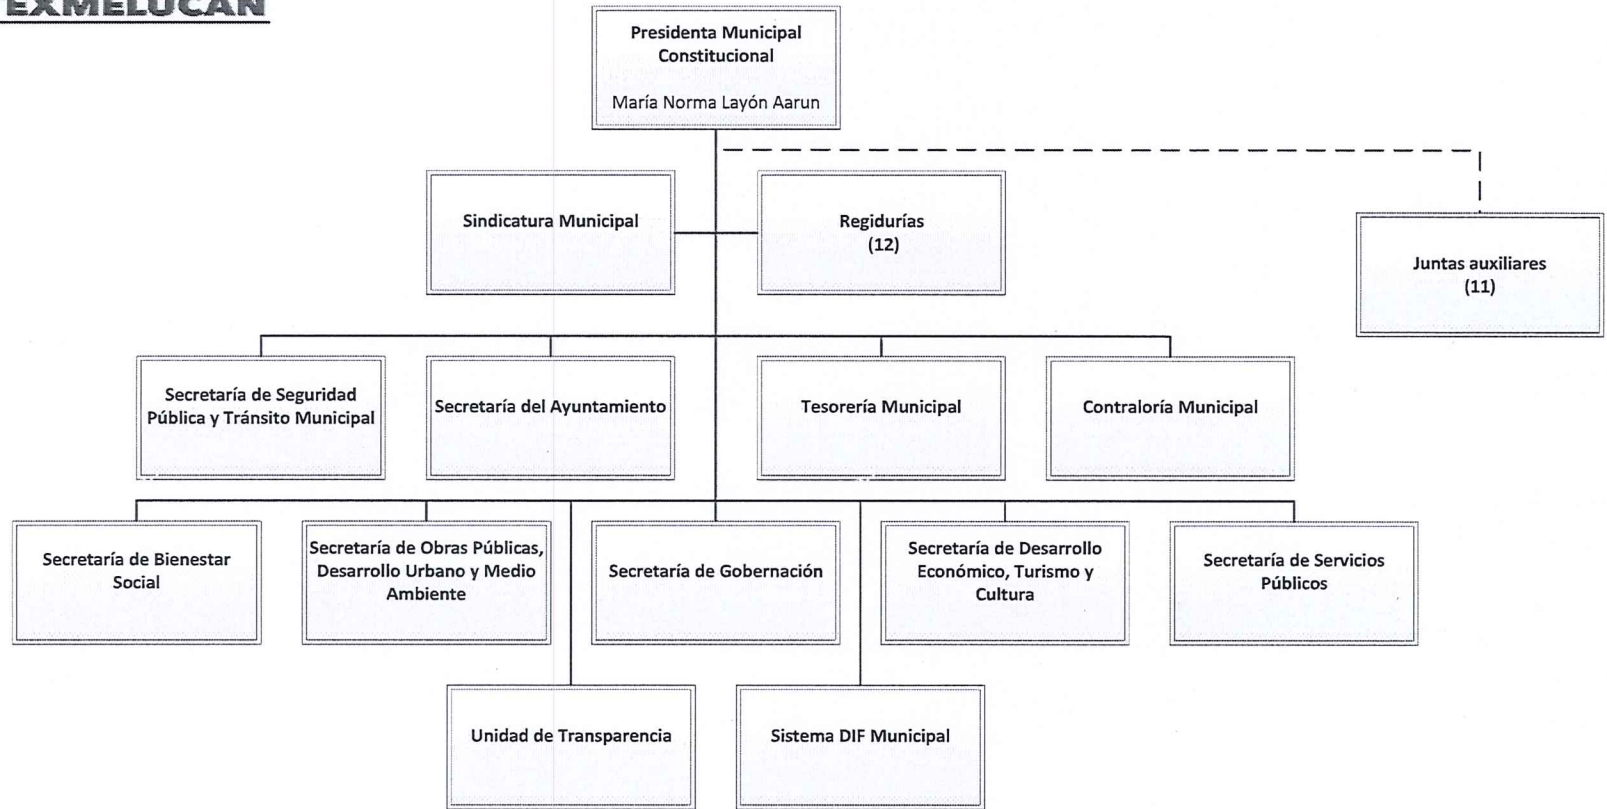 TEXMELUCAN
Presidenta Municipal
Constitucional
María Norma Layón Aarun
Sindicatura Municipal
Regidurías
(12)
Juntas auxiliares
(11)
Secretaría de Seguridad
Pública y Tránsito Municipal
Secretaría del Ayuntamiento
Tesorería Municipal
Contraloría Municipal
Secretaría de Bienestar
Social
Secretaría de Obras Públicas,
Desarrollo Urbano y Medio
Ambiente
Secretaría de Gobernación
Secretaría de Desarrollo
Económico, Turismo y
Cultura
Secretaría de Servicios
Públicos
Unidad de Transparencia
Sistema DIF Municipal